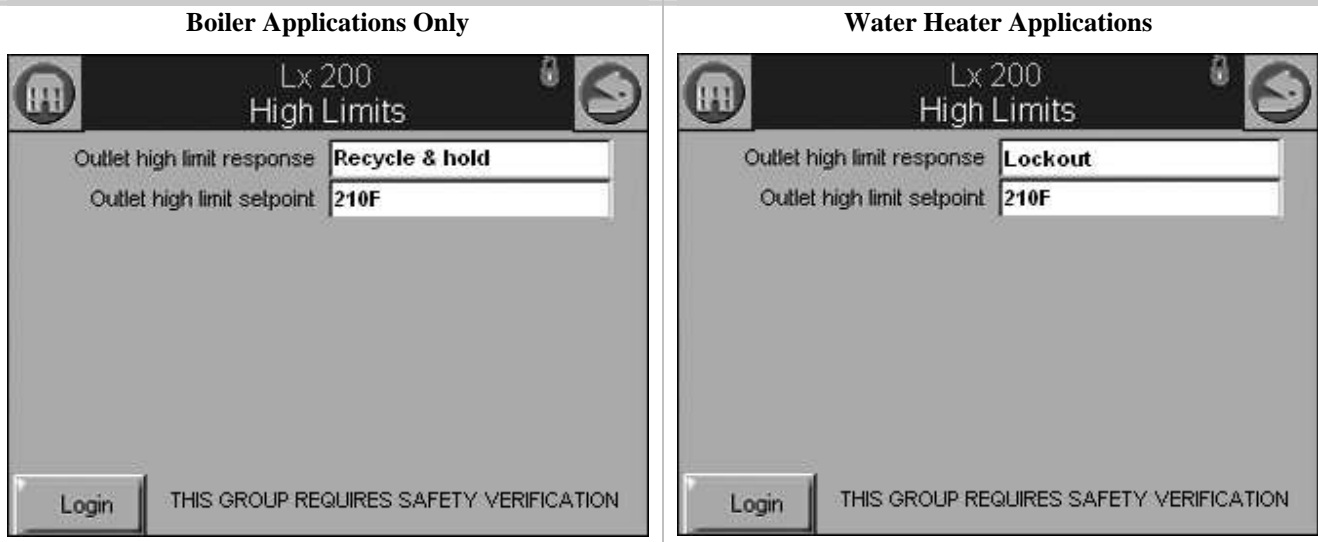 Boiler Applications Only
Lx 200
High Limits
Outlet high limit response Recycle & hold
Outlet high limit setpoint 210F
Login THIS GROUP REQUIRES SAFETY VERIFICATION
Water Heater Applications
Lx 200
High Limits
Outlet high limit response Lockout
Outlet high limit setpoint 210F
Login THIS GROUP REQUIRES SAFETY VERIFICATION